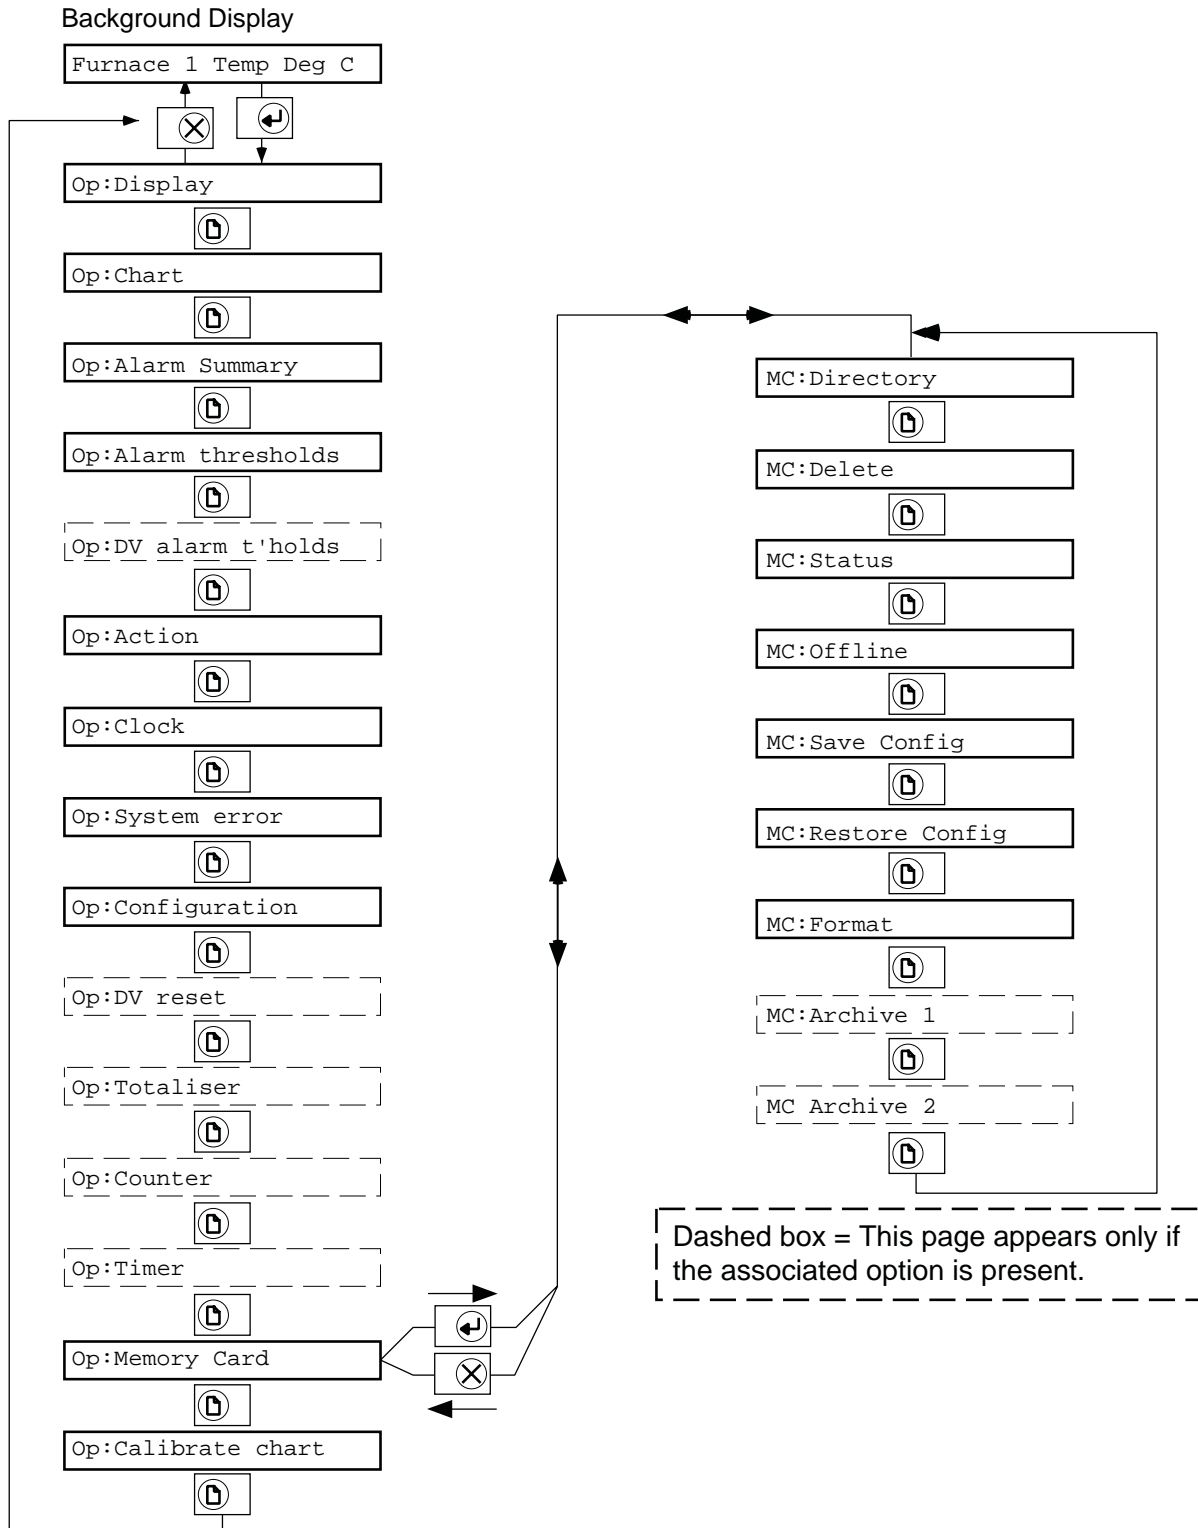 Background Display
Furnace 1 Temp Deg C
Op:Display
Op:Chart
Op:Alarm Summary
Op:Alarm thresholds
Op:DV alarm t'holds
Op:Action
Op:Clock
Op:System error
Op:Configuration
Op:DV reset
Op:Totaliser
Op:Counter
Op:Timer
Op:Memory Card
Op:Calibrate chart
MC:Directory
MC:Delete
MC:Status
MC:Offline
MC:Save Config
MC:Restore Config
MC:Format
MC:Archive 1
MC Archive 2
Dashed box = This page appears only if
the associated option is present.